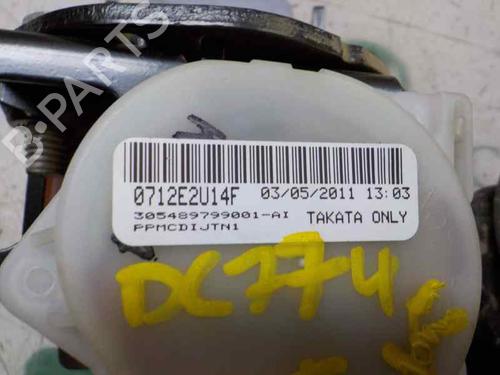 B-PARTS
0712E2U14F 03/05/2011 13:03
305489799001-AI TAKATA ONLY
PPMCDIJTN1
DC774